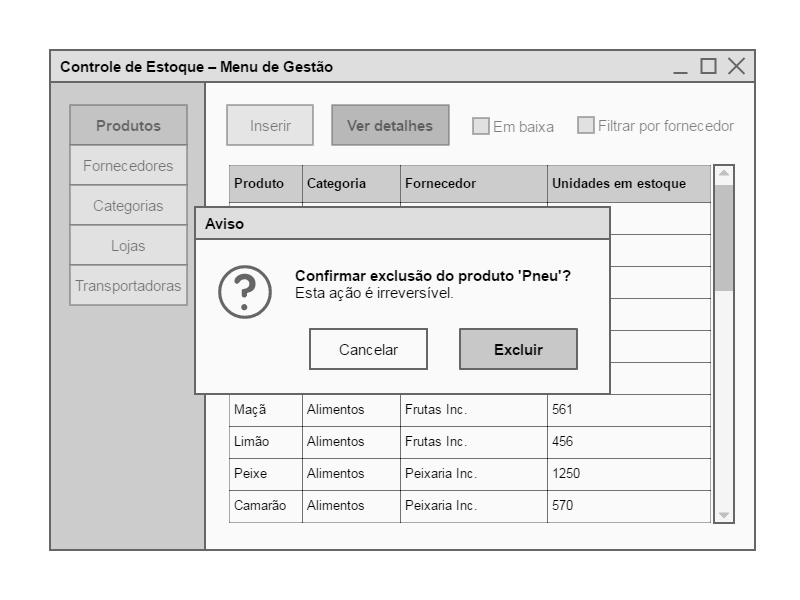 Controle de Estoque – Menu de Gestão
Produtos
Fornecedores
Categorias
Lojas
Transportadoras
Inserir
Ver detalhes
Em baixa
Filtrar por fornecedor
Produto Categoria Fornecedor Unidades em estoque
Aviso
Confirmar exclusão do produto 'Pneu'?
Esta ação é irreversível.
Cancelar
Excluir
Maçã Alimentos Frutas Inc. 561
Limão Alimentos Frutas Inc. 456
Peixe Alimentos Peixaria Inc. 1250
Camarão Alimentos Peixaria Inc. 570